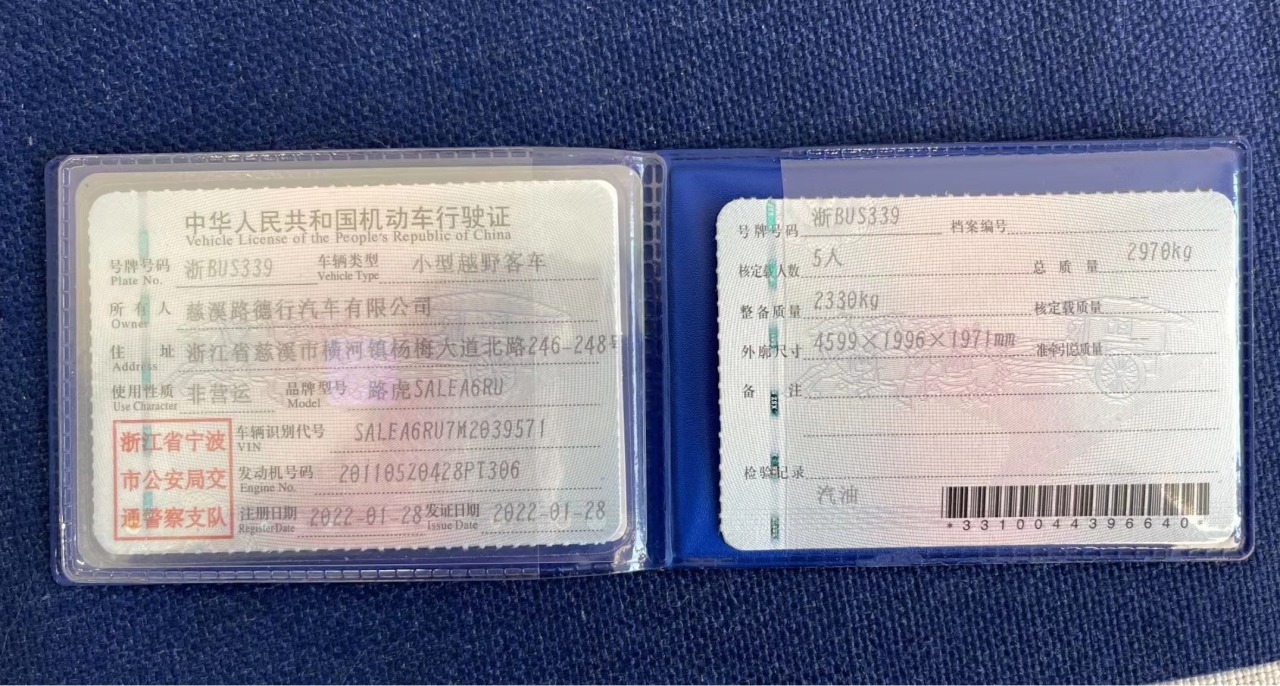 中华人民共和国机动车行驶证
Vehicle License of the People's Republic of China
号牌号码 浙BUS339 车辆类型 小型越野客车
Plate No. Vehicle Type
所有人 慈溪路德行汽车有限公司
Owner
住址 浙江省慈溪市横河镇杨梅大道北路246-248号
Address
使用性质 非营运 品牌型号 路虎SALEA6RU
Use Character Model
浙江省宁波
市公安局交
通警察支队
车辆识别代号 SALEA6RU7M2039571
VIN
发动机号码 20110520428PT306
Engine No.
注册日期 2022-01-28 发证日期 2022-01-28
Register Date Issue Date
号牌号码 浙BUS339 档案编号
核定载人数 5人 总质量 2970kg
整备质量 2330kg 核定载质量 --
外廓尺寸 4599×1996×1971mm 准牵引总质量 --
备注
检验记录
汽油
*3310044396640*